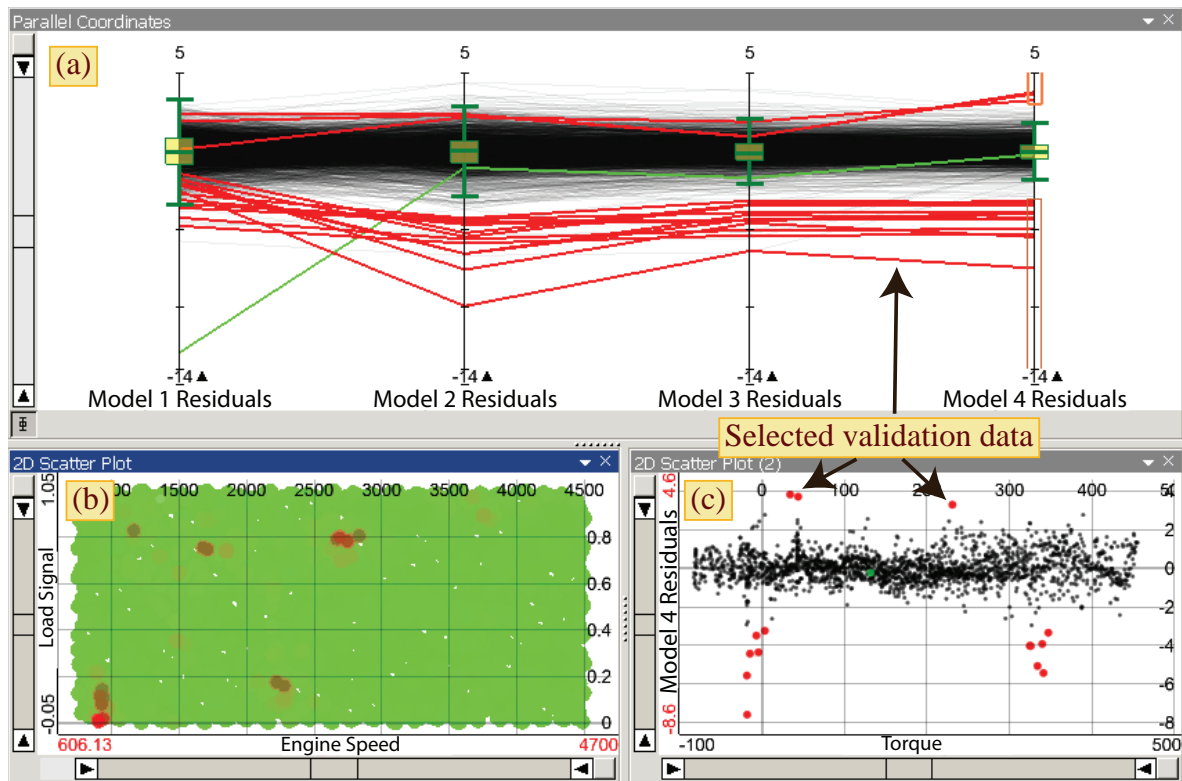 Parallel Coordinates
(a)
5 5 5 5
-14 -14 -14 -14
Model 1 Residuals Model 2 Residuals Model 3 Residuals Model 4 Residuals
Selected validation data
2D Scatter Plot
(b)
1.05
Load Signal
-0.05
1500 2000 2500 3000 3500 4000 4500
0.8
0.6
0.4
0.2
0
606.13 Engine Speed 4700
2D Scatter Plot (2)
(c)
4.6
Model 4 Residuals
-8.6
0 100 200 300 400
2
0
-2
-4
-6
-8
-100 Torque 500